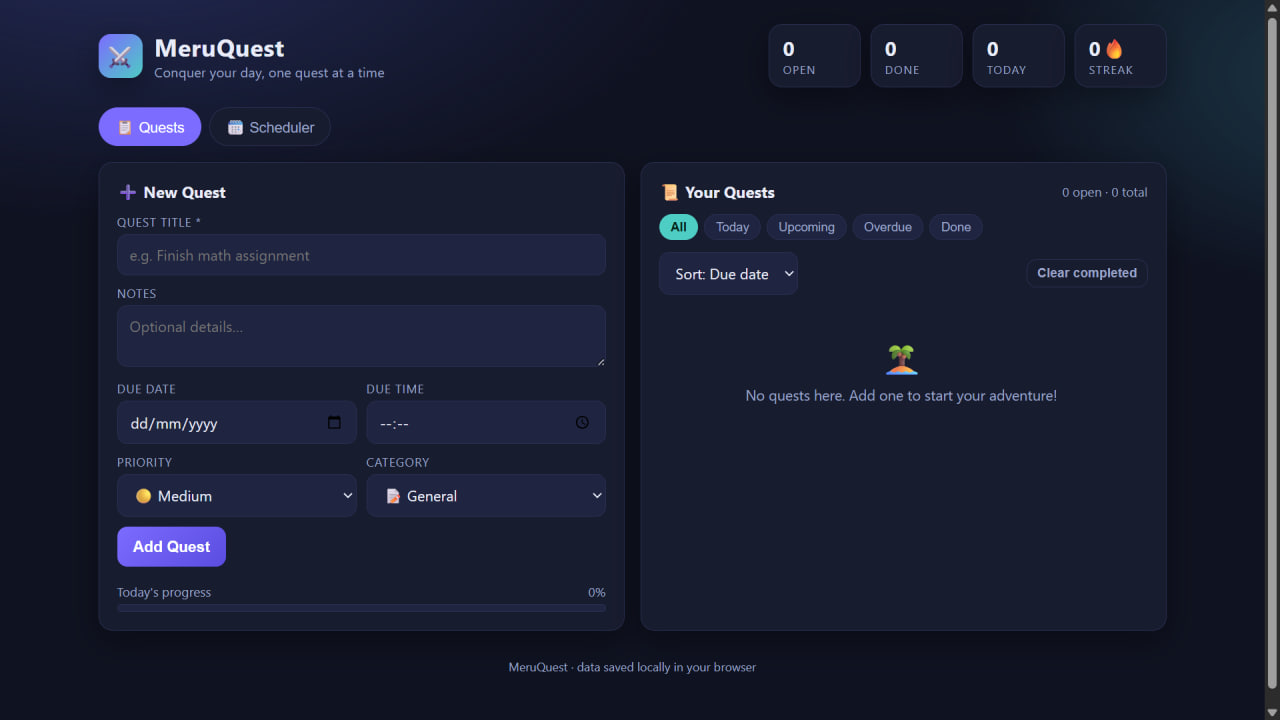 MeruQuest
Conquer your day, one quest at a time
0
OPEN
0
DONE
0
TODAY
0🔥
STREAK
📋 Quests
🗓️ Scheduler
➕ New Quest
QUEST TITLE *
e.g. Finish math assignment
NOTES
Optional details...
DUE DATE
DUE TIME
dd/mm/yyyy
--:--
PRIORITY
CATEGORY
🟡 Medium
📝 General
Add Quest
Today's progress
0%
📜 Your Quests
0 open · 0 total
All
Today
Upcoming
Overdue
Done
Sort: Due date
Clear completed
🏝️
No quests here. Add one to start your adventure!
MeruQuest · data saved locally in your browser